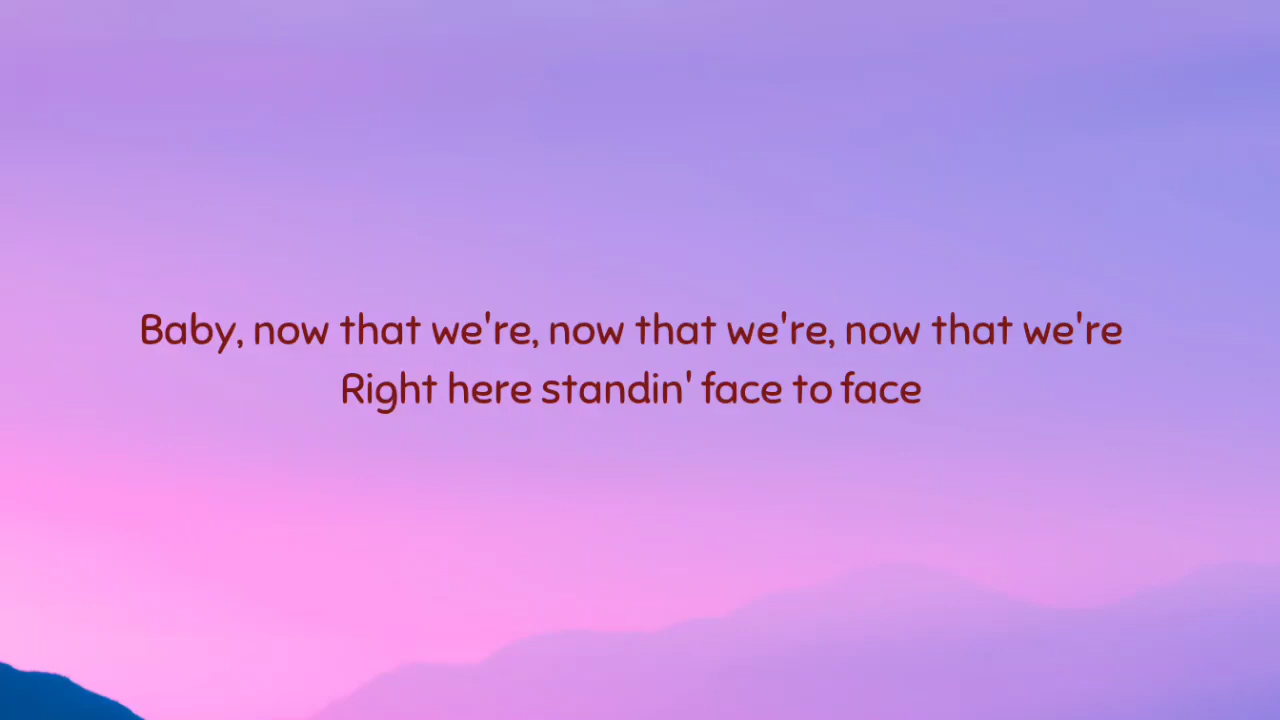 Baby, now that we're, now that we're, now that we're
Right here standin' face to face